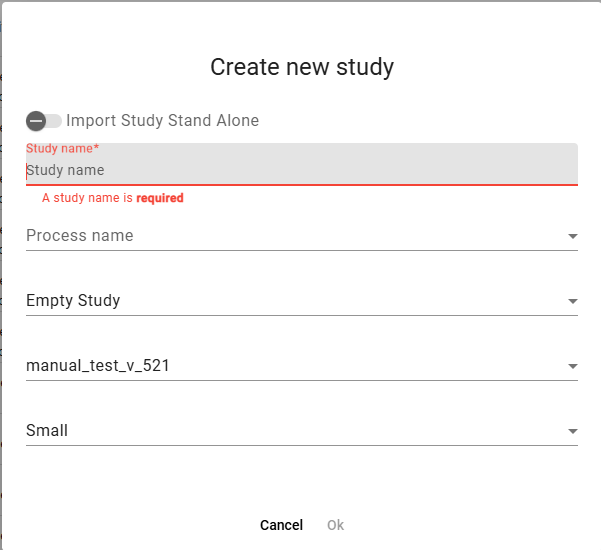 Create new study
Import Study Stand Alone
Study name*
Study name
A study name is required
Process name
Empty Study
manual_test_v_521
Small
Cancel Ok